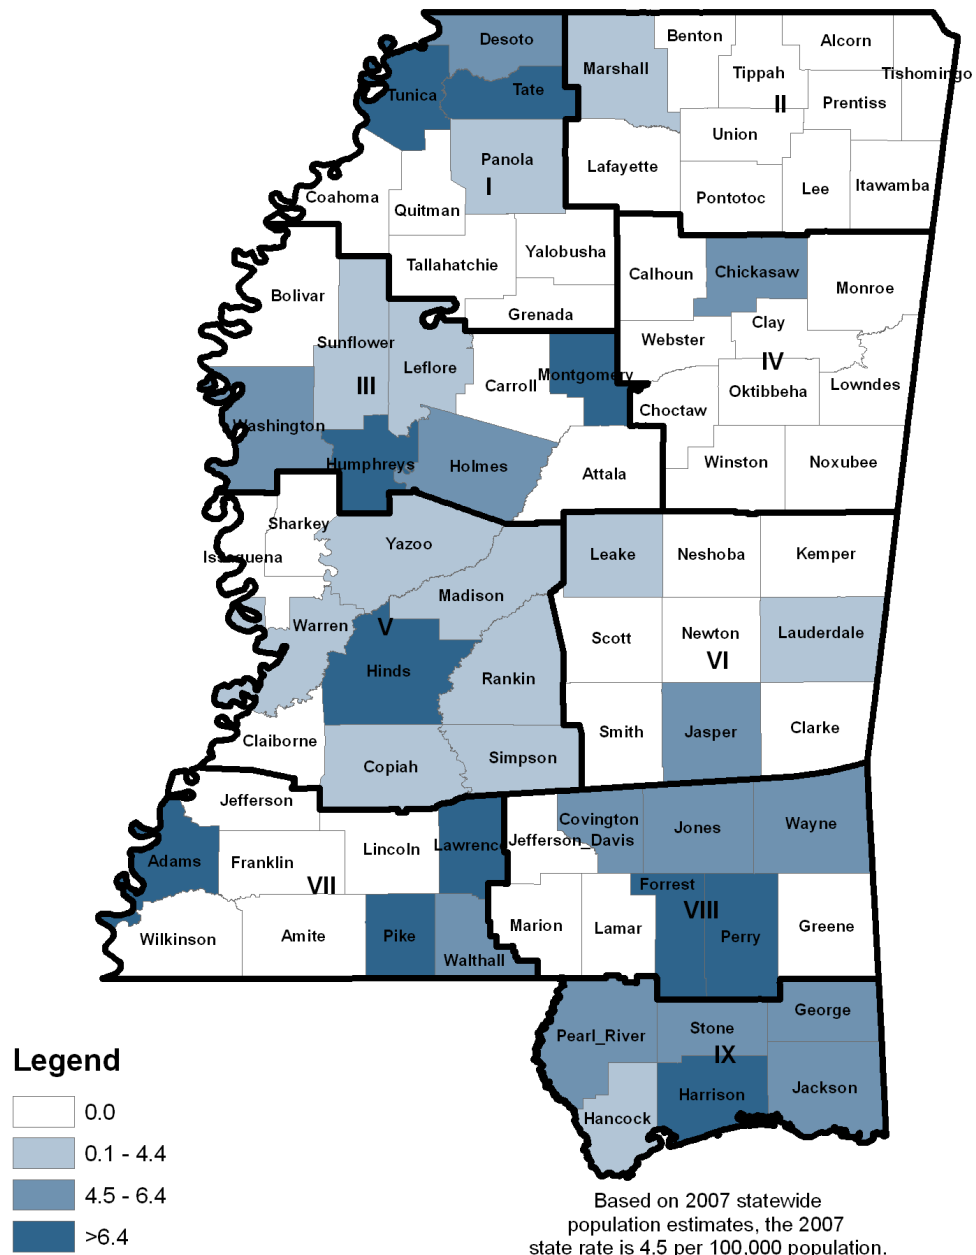 Desoto
Benton
Alcorn
Marshall
Tippah
Tishomingo
Tunica
Tate
II
Prentiss
Union
Panola
I
Lafayette
Coahoma
Quitman
Pontotoc
Lee
Itawamba
Tallahatchie
Yalobusha
Calhoun
Chickasaw
Monroe
Bolivar
Grenada
Sunflower
Webster
Clay
IV
III
Leflore
Carroll
Montgomery
Oktibbeha
Lowndes
Choctaw
Washington
Humphreys
Holmes
Attala
Winston
Noxubee
Sharkey
Issaquena
Yazoo
Leake
Neshoba
Kemper
Madison
Warren
V
Scott
Newton
VI
Lauderdale
Hinds
Rankin
Claiborne
Copiah
Simpson
Smith
Jasper
Clarke
Jefferson
Covington
Jones
Wayne
Adams
Franklin
Lincoln
Lawrence
Jefferson_Davis
VII
Forrest
VIII
Wilkinson
Amite
Pike
Walthall
Marion
Lamar
Perry
Greene
Pearl_River
Stone
George
IX
Harrison
Jackson
Hancock
Legend
0.0
0.1 - 4.4
4.5 - 6.4
>6.4
Based on 2007 statewide
population estimates, the 2007
state rate is 4.5 per 100,000 population.